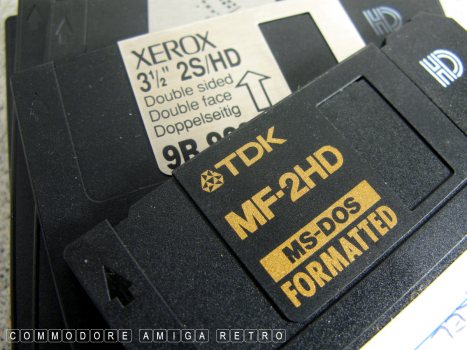 XEROX
3½" 2S/HD
Double sided
Double face
Doppelseitig
HD
HD
TDK
MF-2HD
MS-DOS
FORMATTED
COMMODORE AMIGA RETRO